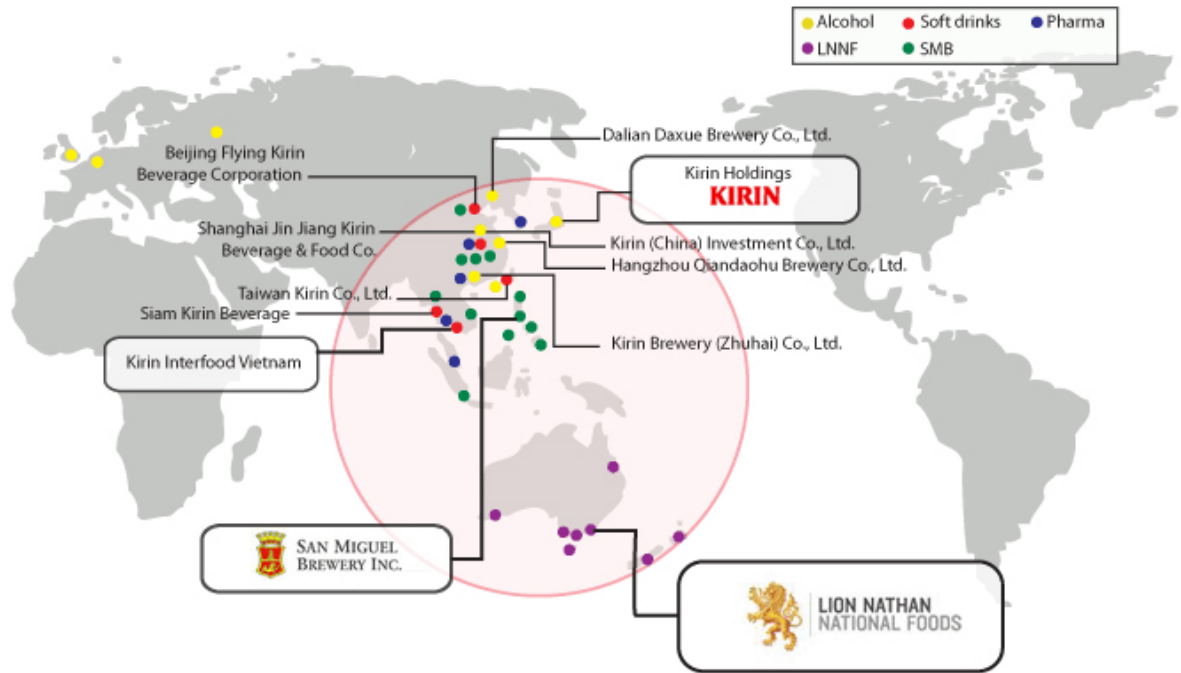 Alcohol
Soft drinks
Pharma
LNNF
SMB
Dalian Daxue Brewery Co., Ltd.
Beijing Flying Kirin
Beverage Corporation
Kirin Holdings
KIRIN
Shanghai Jin Jiang Kirin
Beverage & Food Co.
Kirin (China) Investment Co., Ltd.
Hangzhou Qiandaohu Brewery Co., Ltd.
Taiwan Kirin Co., Ltd.
Siam Kirin Beverage
Kirin Brewery (Zhuhai) Co., Ltd.
Kirin Interfood Vietnam
SAN MIGUEL
BREWERY INC.
LION NATHAN
NATIONAL FOODS